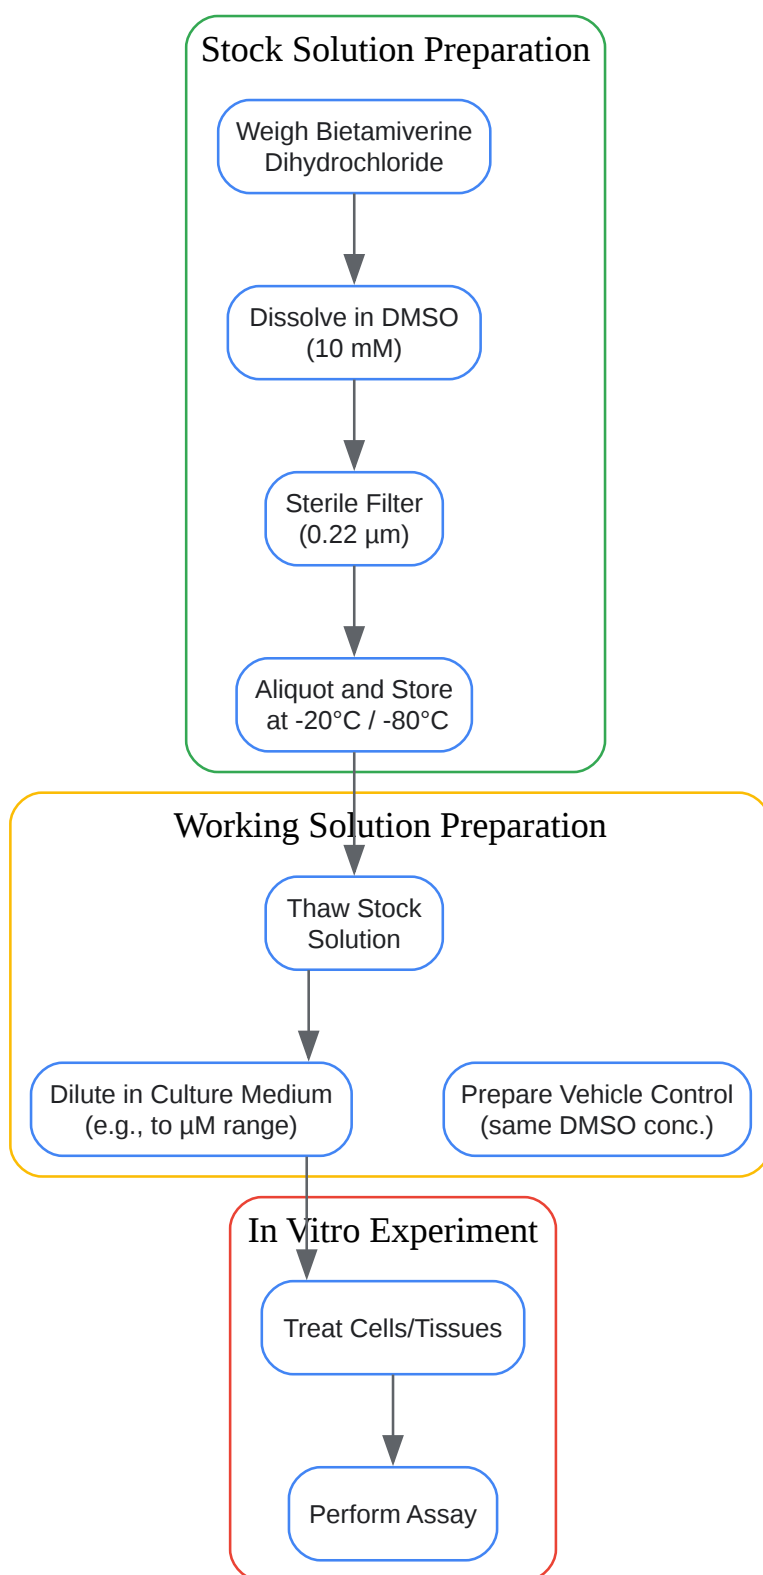 Stock Solution Preparation
Weigh Bietamiverine
Dihydrochloride
Dissolve in DMSO
(10 mM)
Sterile Filter
(0.22 µm)
Aliquot and Store
at -20°C / -80°C
Working Solution Preparation
Thaw Stock
Solution
Dilute in Culture Medium
(e.g., to µM range)
Prepare Vehicle Control
(same DMSO conc.)
In Vitro Experiment
Treat Cells/Tissues
Perform Assay